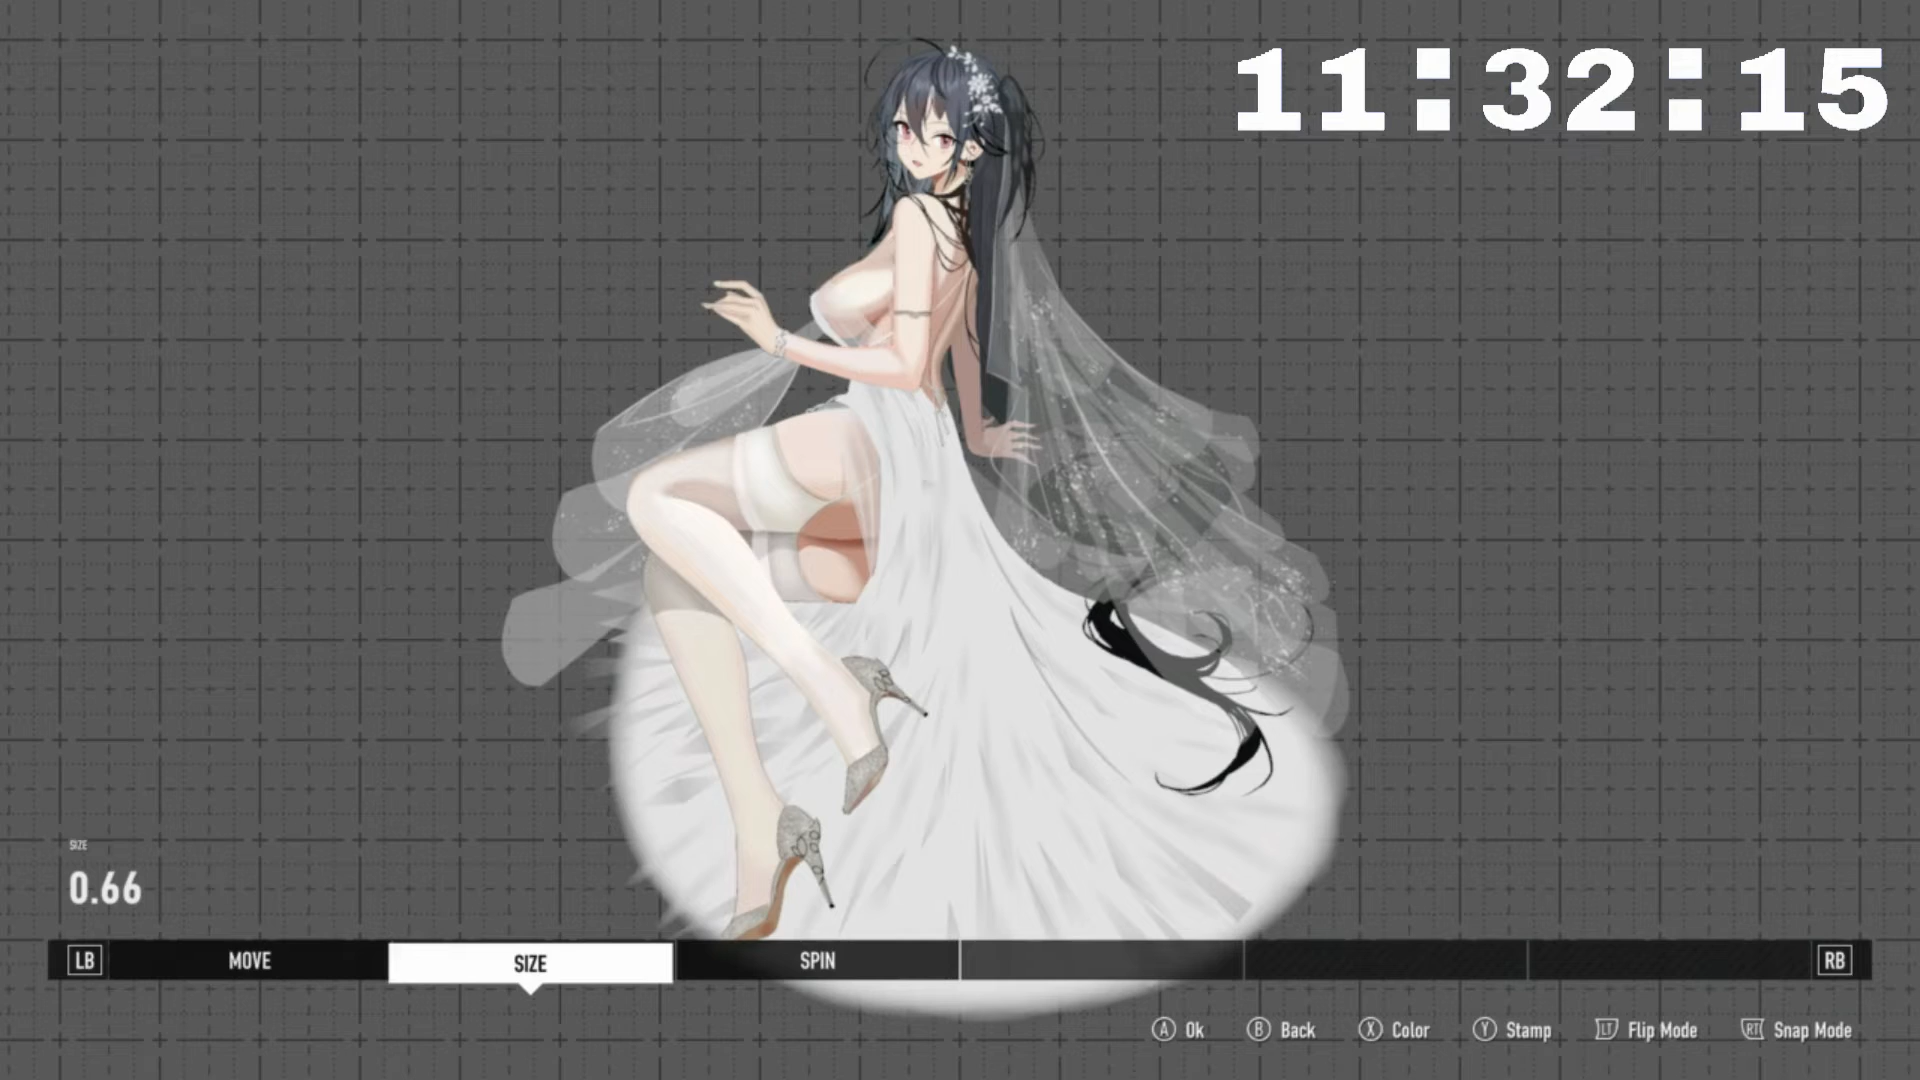 11:32:15
SIZE
0.66
LB MOVE SIZE SPIN RB
A Ok B Back X Color Y Stamp LT Flip Mode RT Snap Mode